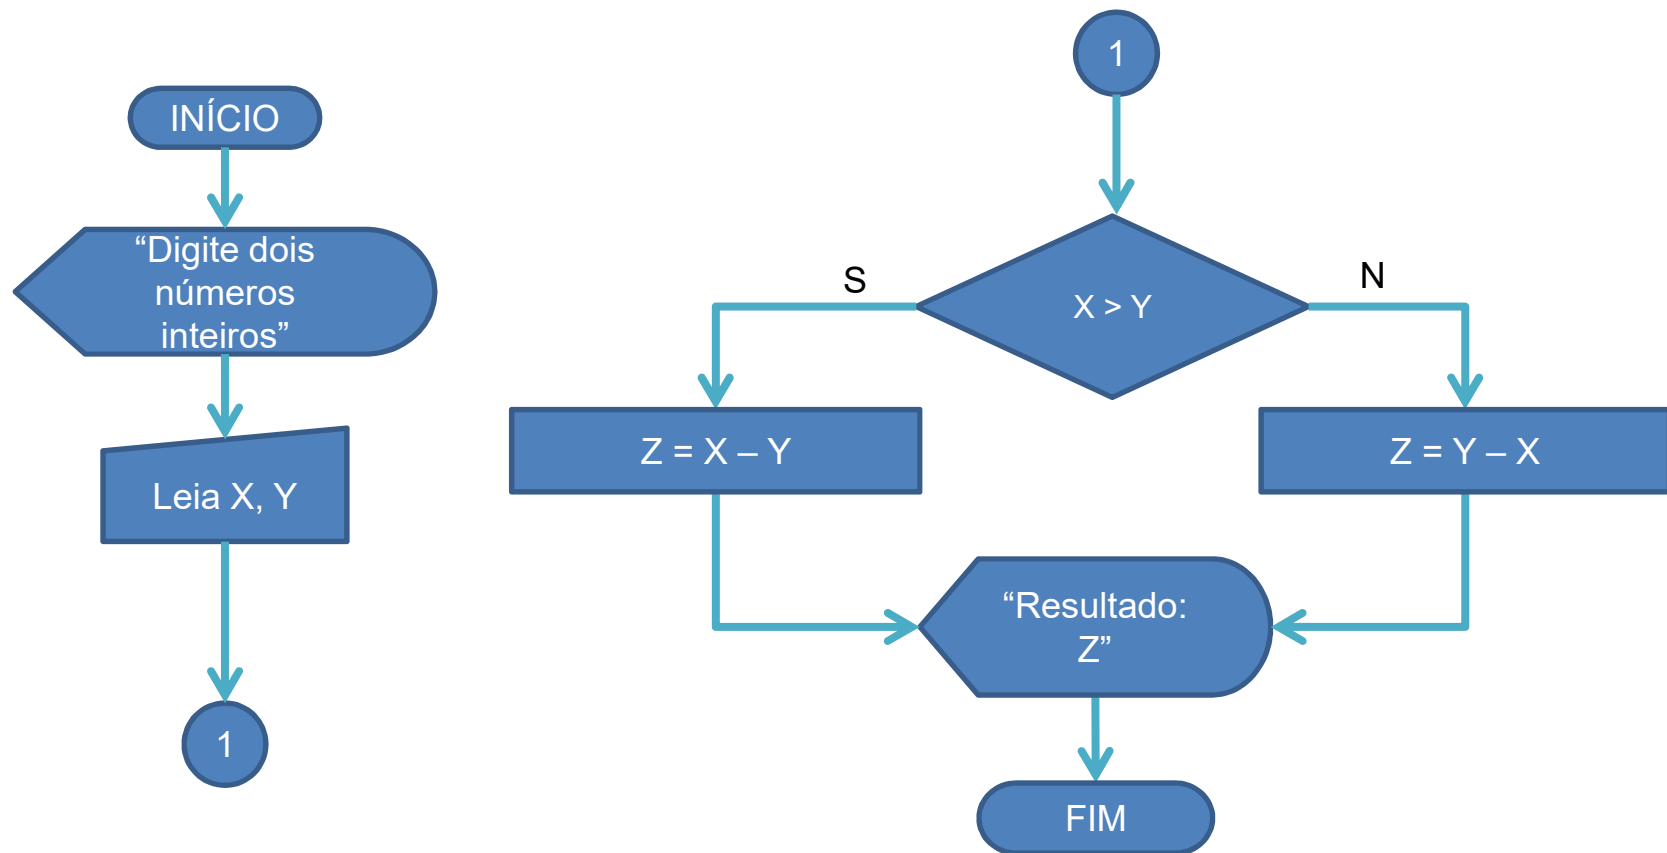 INÍCIO
“Digite dois
números
inteiros”
Leia X, Y
1
1
X > Y
S
N
Z = X – Y
Z = Y – X
“Resultado:
Z”
FIM